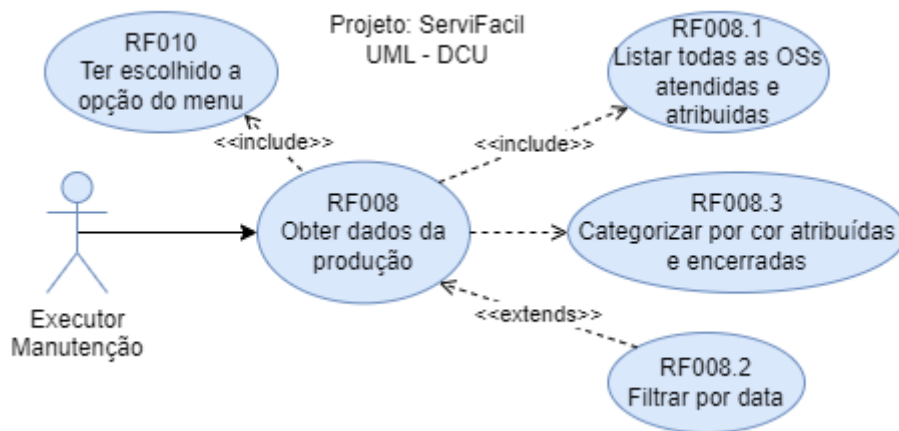 Projeto: ServiFacil
UML - DCU
RF010
Ter escolhido a
opção do menu
RF008.1
Listar todas as OSs
atendidas e
atribuidas
<<include>>
<<include>>
RF008
Obter dados da
produção
RF008.3
Categorizar por cor atribuídas
e encerradas
<<extends>>
Executor
Manutenção
RF008.2
Filtrar por data